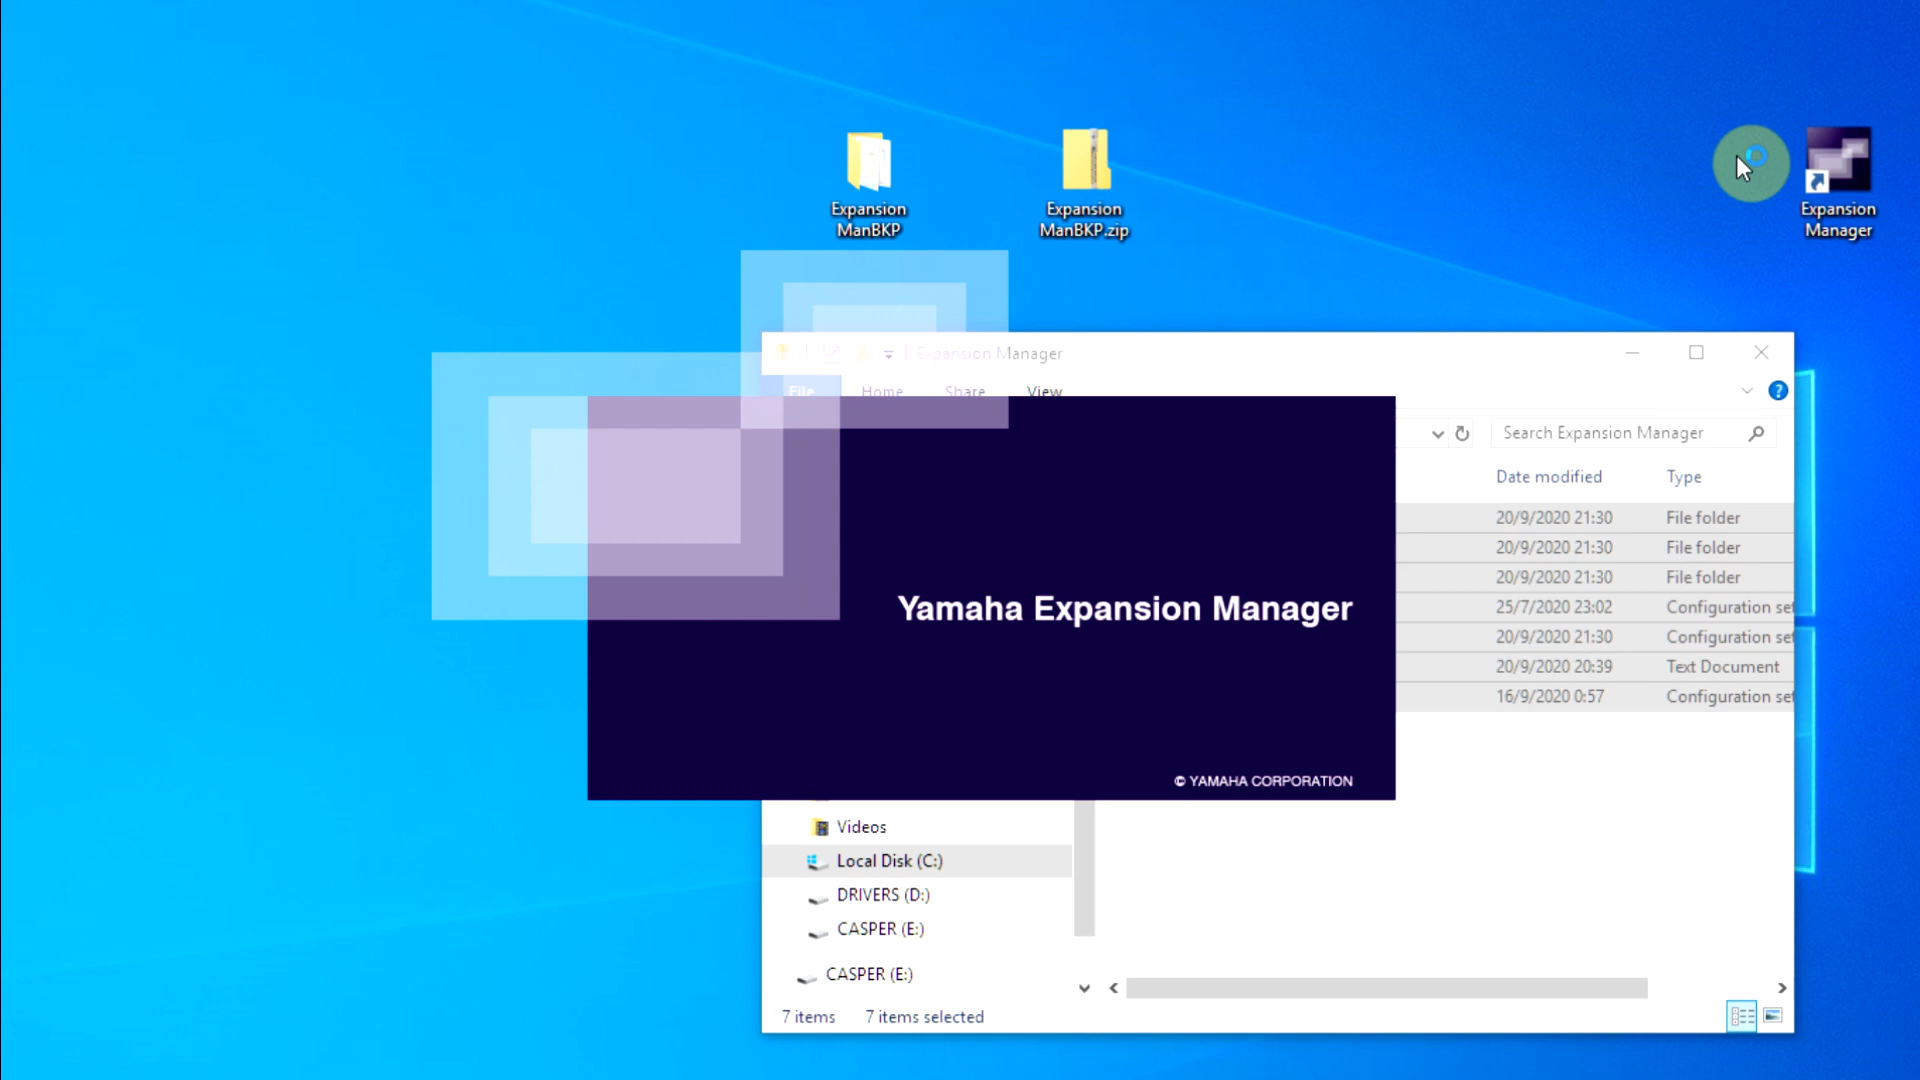 Expansion
ManBKP
Expansion
ManBKP.zip
Expansion
Manager
Expansion Manager
File Home Share View
?
Search Expansion Manager
Date modified Type
20/9/2020 21:30 File folder
20/9/2020 21:30 File folder
20/9/2020 21:30 File folder
25/7/2020 23:02 Configuration set
20/9/2020 21:30 Configuration set
20/9/2020 20:39 Text Document
16/9/2020 0:57 Configuration set
Yamaha Expansion Manager
© YAMAHA CORPORATION
Videos
Local Disk (C:)
DRIVERS (D:)
CASPER (E:)
CASPER (E:)
7 items 7 items selected